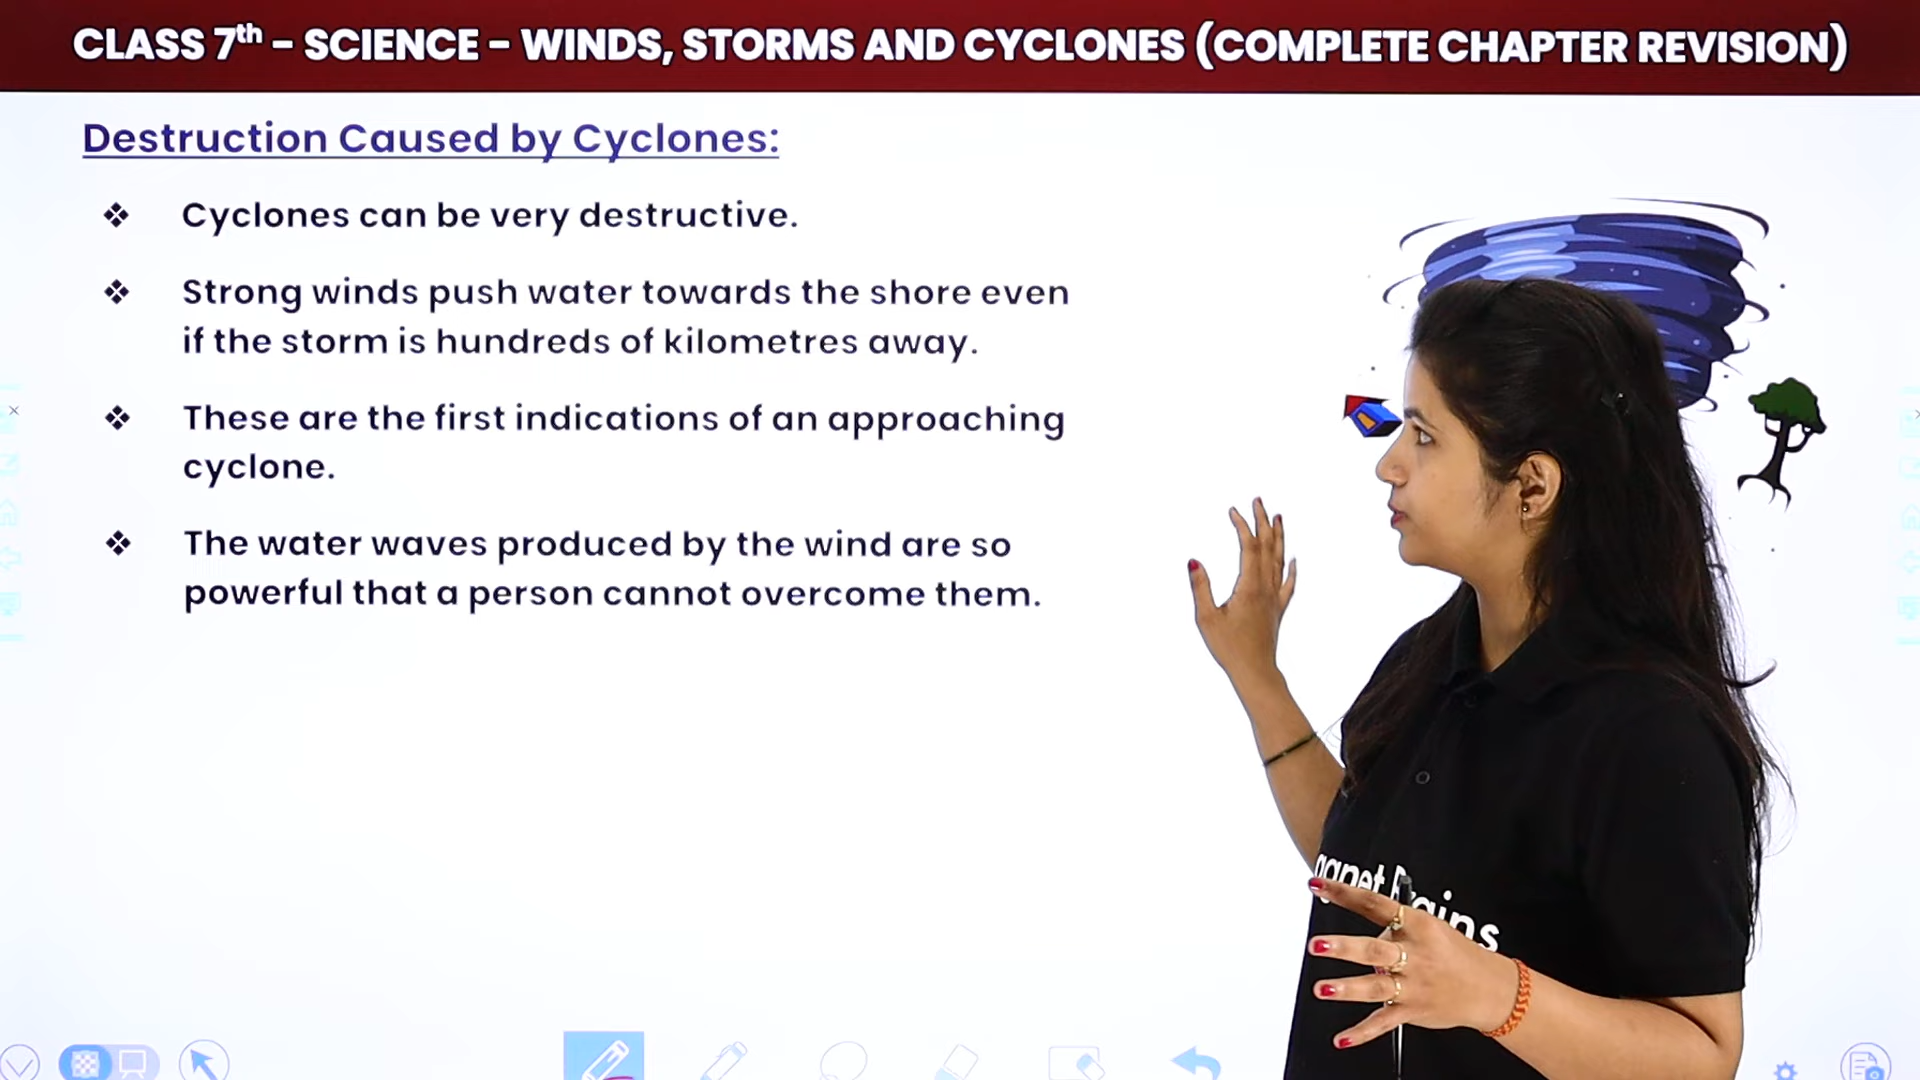 CLASS 7th - SCIENCE - WINDS, STORMS AND CYCLONES (COMPLETE CHAPTER REVISION)
Destruction Caused by Cyclones:
❖ Cyclones can be very destructive.
❖ Strong winds push water towards the shore even
if the storm is hundreds of kilometres away.
❖ These are the first indications of an approaching
cyclone.
❖ The water waves produced by the wind are so
powerful that a person cannot overcome them.